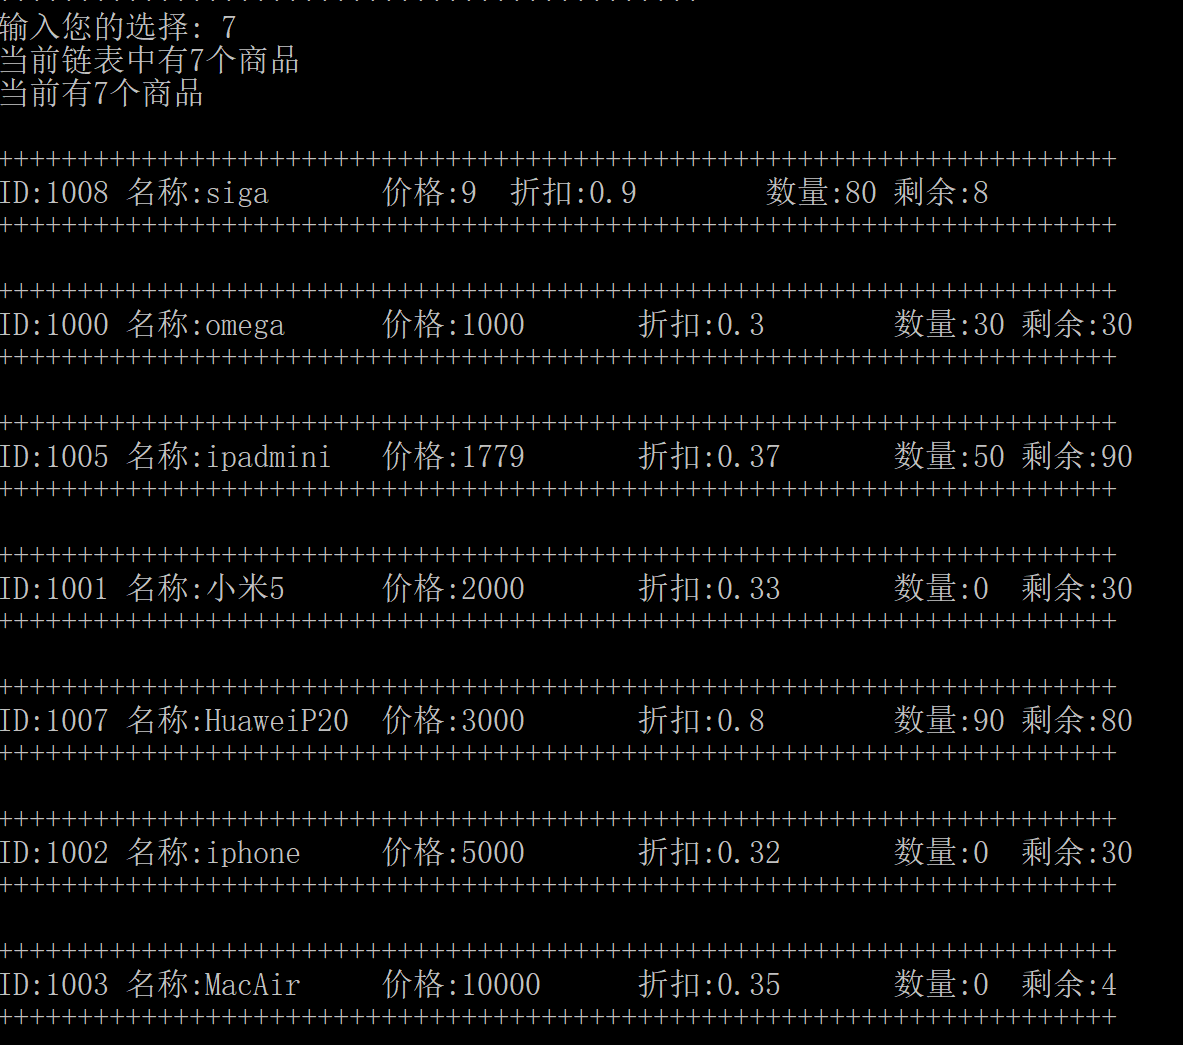 输入您的选择: 7
当前链表中有7个商品
当前有7个商品
++++++++++++++++++++++++++++++++++++++++++++++++++++++++++++++++++++++
ID:1008 名称:siga 价格:9 折扣:0.9 数量:80 剩余:8
++++++++++++++++++++++++++++++++++++++++++++++++++++++++++++++++++++++
++++++++++++++++++++++++++++++++++++++++++++++++++++++++++++++++++++++
ID:1000 名称:omega 价格:1000 折扣:0.3 数量:30 剩余:30
++++++++++++++++++++++++++++++++++++++++++++++++++++++++++++++++++++++
++++++++++++++++++++++++++++++++++++++++++++++++++++++++++++++++++++++
ID:1005 名称:ipadmini 价格:1779 折扣:0.37 数量:50 剩余:90
++++++++++++++++++++++++++++++++++++++++++++++++++++++++++++++++++++++
++++++++++++++++++++++++++++++++++++++++++++++++++++++++++++++++++++++
ID:1001 名称:小米5 价格:2000 折扣:0.33 数量:0 剩余:30
++++++++++++++++++++++++++++++++++++++++++++++++++++++++++++++++++++++
++++++++++++++++++++++++++++++++++++++++++++++++++++++++++++++++++++++
ID:1007 名称:HuaweiP20 价格:3000 折扣:0.8 数量:90 剩余:80
++++++++++++++++++++++++++++++++++++++++++++++++++++++++++++++++++++++
++++++++++++++++++++++++++++++++++++++++++++++++++++++++++++++++++++++
ID:1002 名称:iphone 价格:5000 折扣:0.32 数量:0 剩余:30
++++++++++++++++++++++++++++++++++++++++++++++++++++++++++++++++++++++
++++++++++++++++++++++++++++++++++++++++++++++++++++++++++++++++++++++
ID:1003 名称:MacAir 价格:10000 折扣:0.35 数量:0 剩余:4
++++++++++++++++++++++++++++++++++++++++++++++++++++++++++++++++++++++